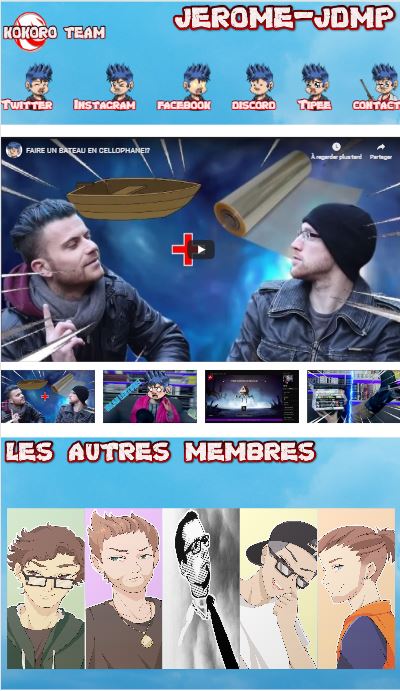 JEROME-JDMP
KOKORO TEAM
TWITTER INSTAGRAM FACEBOOK DISCORD TIPEE CONTACT
FAIRE UN BATEAU EN CELLOPHANE!?
À regarder plus tard Partager
LES AUTRES MEMBRES